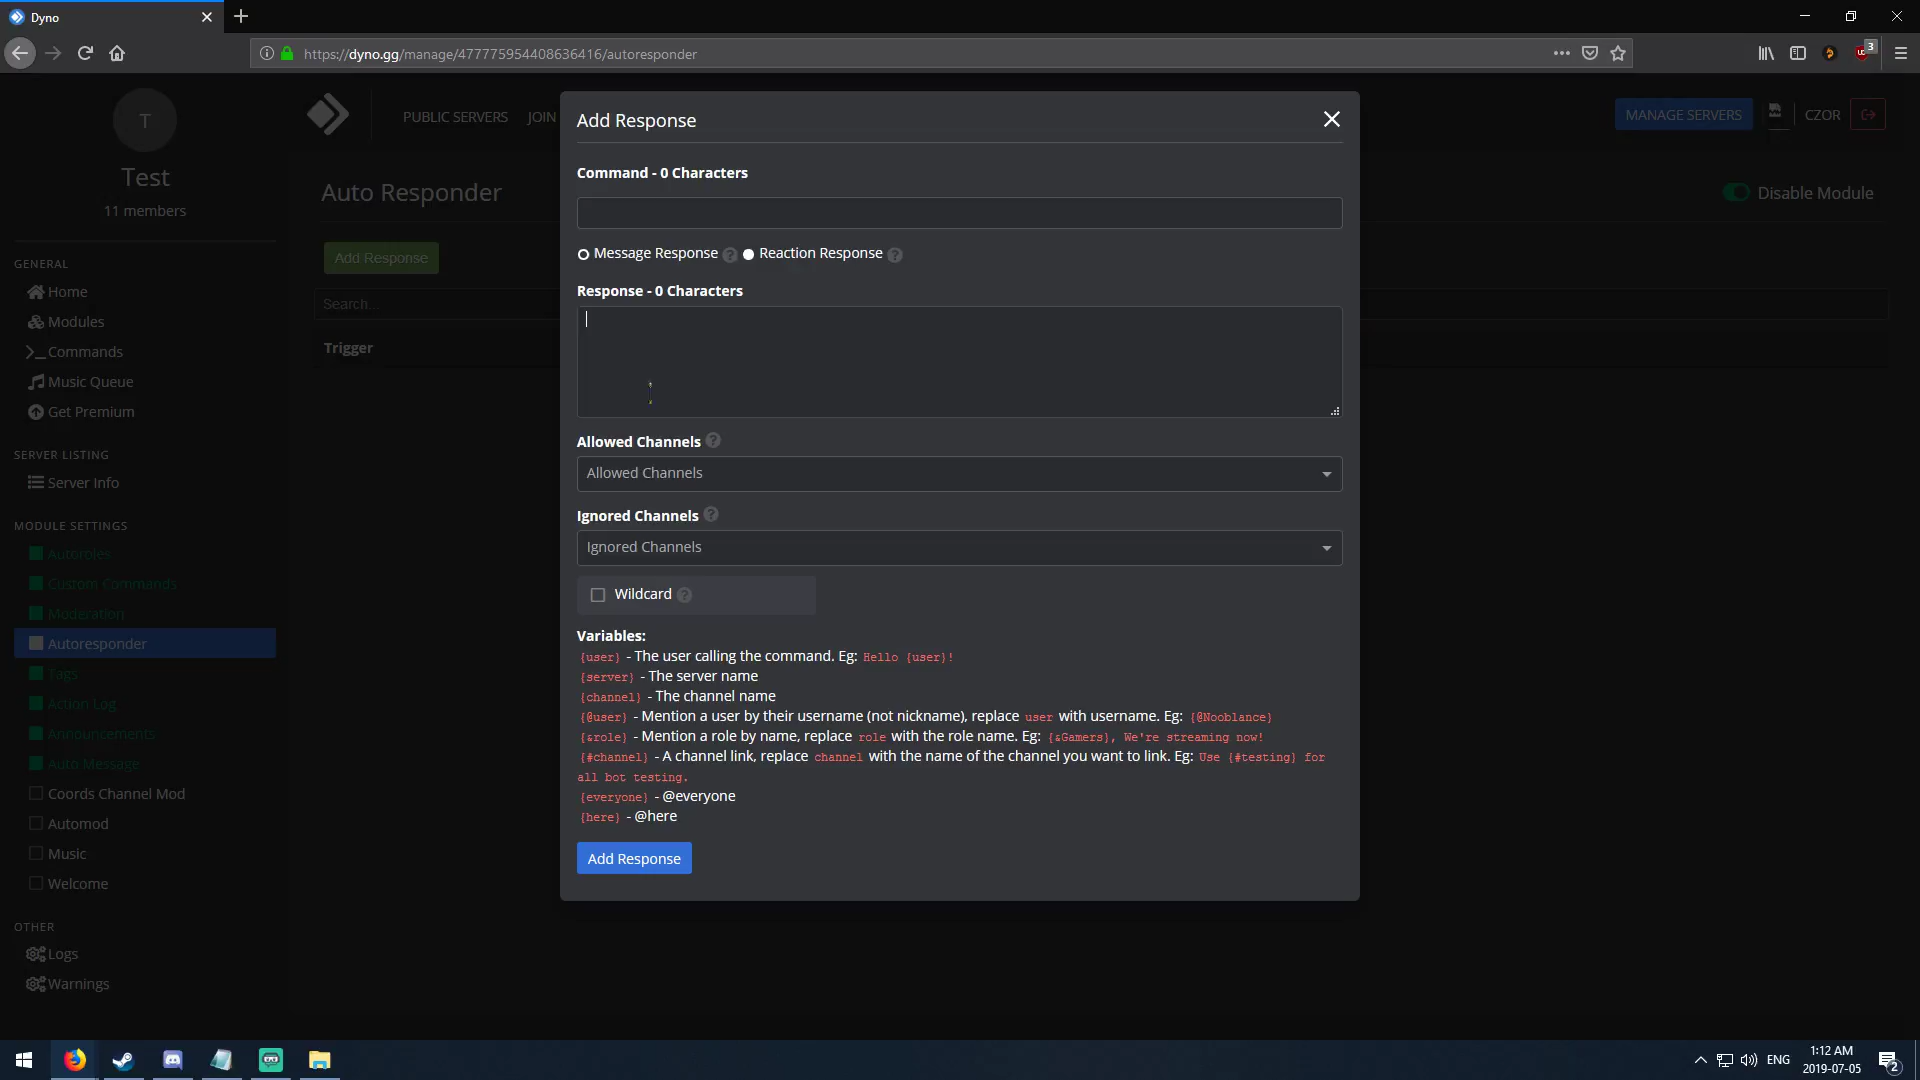 Dyno
https://dyno.gg/manage/477775954408636416/autoresponder
3
T
Test
11 members
GENERAL
Home
Modules
Commands
Music Queue
Get Premium
SERVER LISTING
Server Info
MODULE SETTINGS
Autoroles
Custom Commands
Moderation
Autoresponder
Tags
Action Log
Announcements
Auto Message
Coords Channel Mod
Automod
Music
Welcome
OTHER
Logs
Warnings
PUBLIC SERVERS JOIN
MANAGE SERVERS
CZOR
Auto Responder
Disable Module
Add Response
Search...
Trigger
Add Response
Command - 0 Characters
Message Response ? Reaction Response ?
Response - 0 Characters
Allowed Channels ?
Allowed Channels
Ignored Channels ?
Ignored Channels
Wildcard ?
Variables:
{user} - The user calling the command. Eg: Hello {user}!
{server} - The server name
{channel} - The channel name
{@user} - Mention a user by their username (not nickname), replace user with username. Eg: {@Nooblance}
{&role} - Mention a role by name, replace role with the role name. Eg: {&Gamers}, We're streaming now!
{#channel} - A channel link, replace channel with the name of the channel you want to link. Eg: Use {#testing} for
all bot testing.
{everyone} - @everyone
{here} - @here
Add Response
ENG
1:12 AM
2019-07-05
2